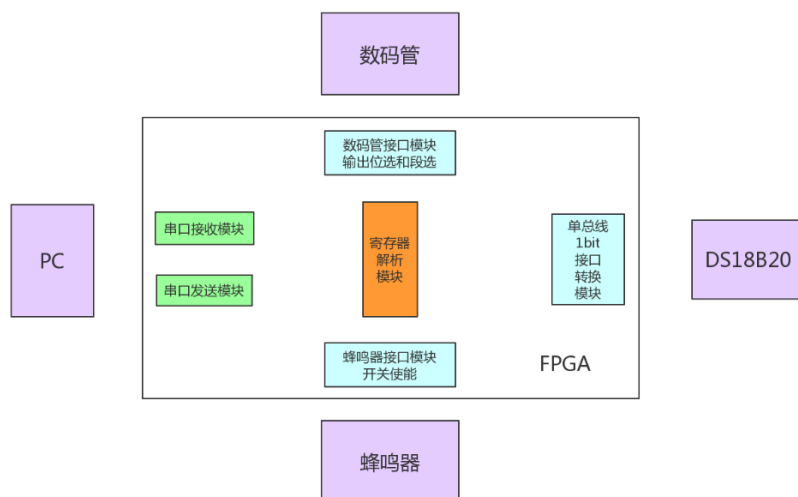 数码管
数码管接口模块
输出位选和段选
PC
串口接收模块
串口发送模块
寄存器
解析
模块
单总线
1bit
接口
转换
模块
DS18B20
蜂鸣器接口模块
开关使能
FPGA
蜂鸣器